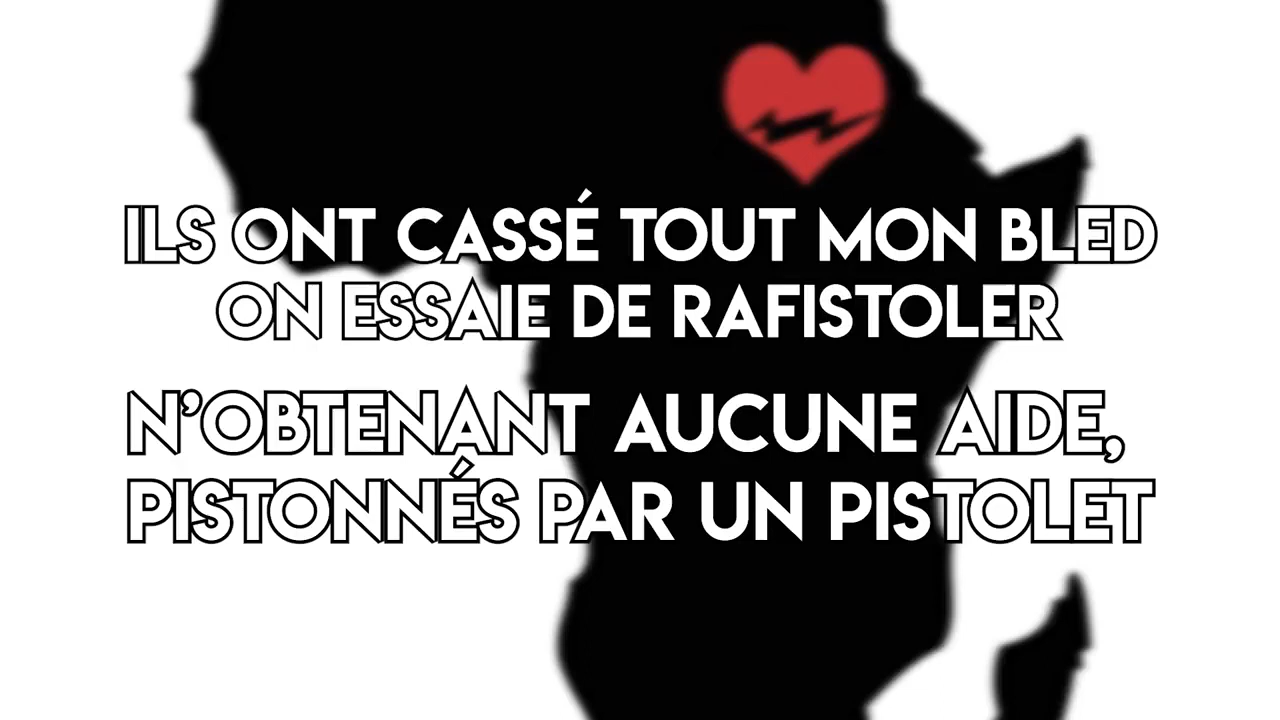 ILS ONT CASSÉ TOUT MON BLED
ON ESSAIE DE RAFISTOLER
N'OBTENANT AUCUNE AIDE,
PISTONNÉS PAR UN PISTOLET